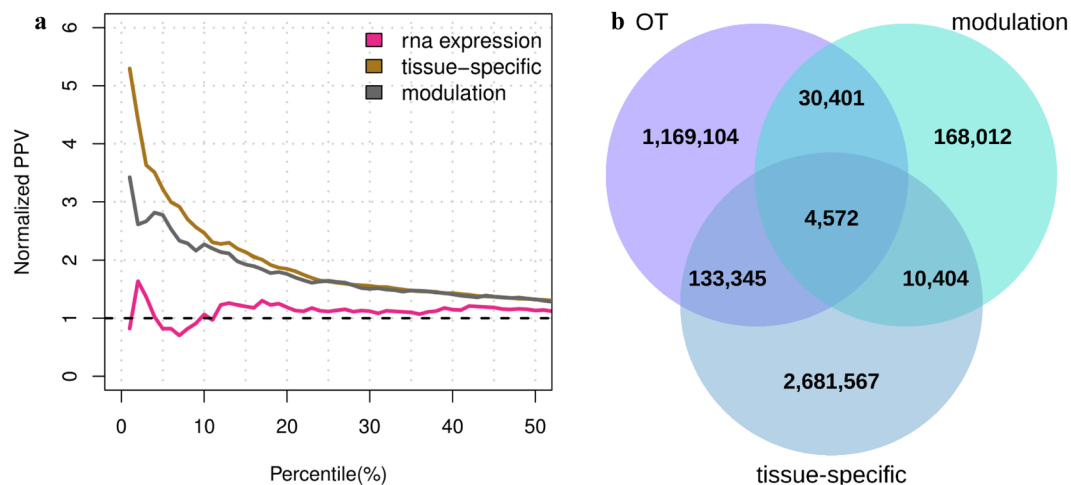 a
6
5
4
3
2
1
0
Normalized PPV
rna expression
tissue-specific
modulation
0 10 20 30 40 50
Percentile(%)
b OT modulation
30,401
1,169,104 168,012
4,572
133,345 10,404
2,681,567
tissue-specific